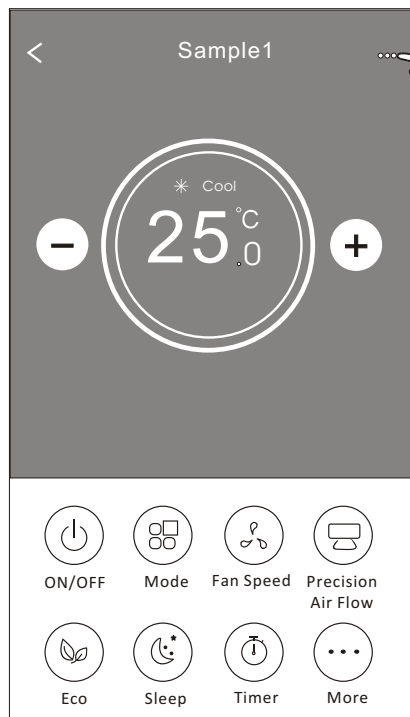 Sample1
Cool
25.0°C
ON/OFF
Mode
Fan Speed
Precision
Air Flow
Eco
Sleep
Timer
More